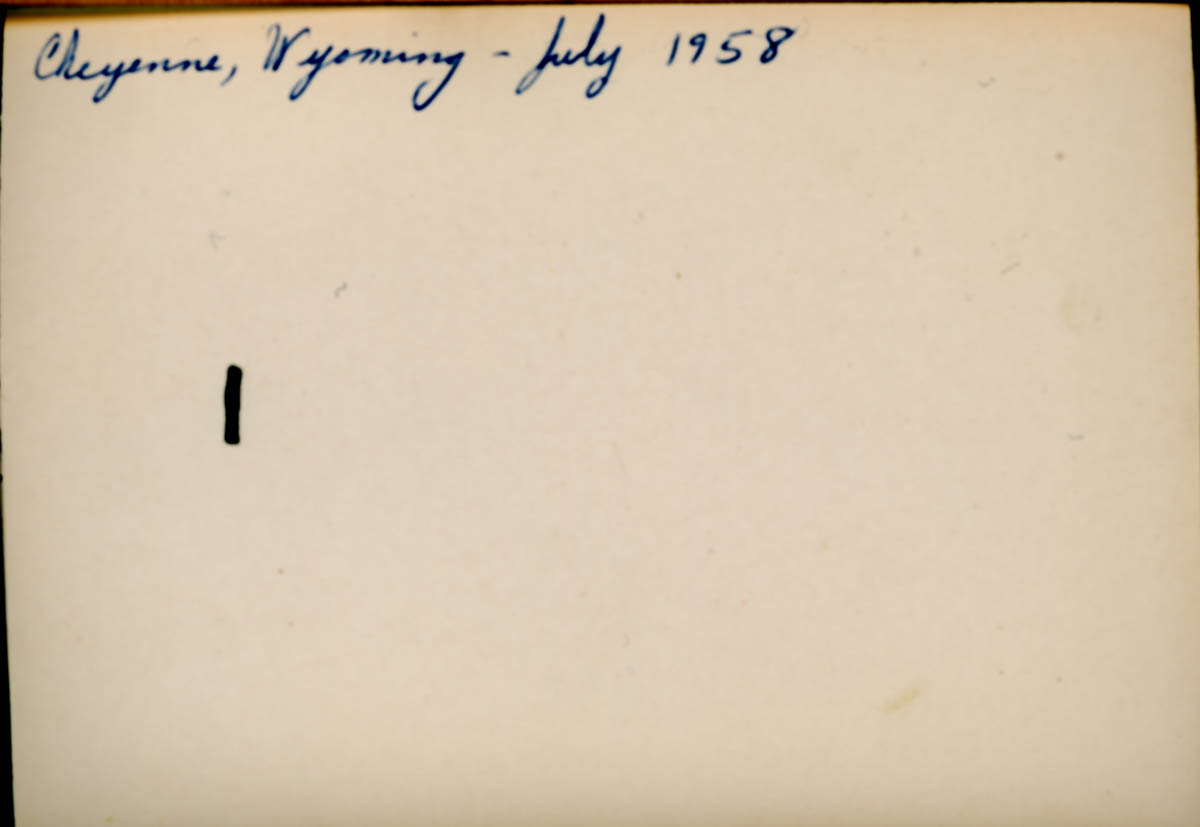 Cheyenne, Wyoming - July 1958